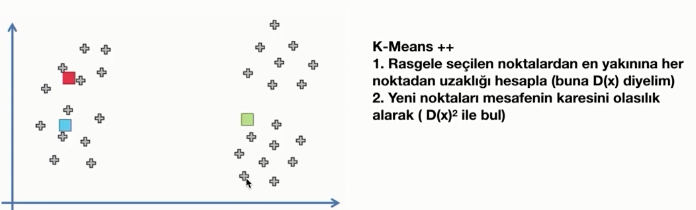 K-Means ++
1. Rasgele seçilen noktalardan en yakınına her
noktadan uzaklığı hesapla (buna D(x) diyelim)
2. Yeni noktaları mesafenin karesini olasılık
alarak ( D(x)² ile bul)